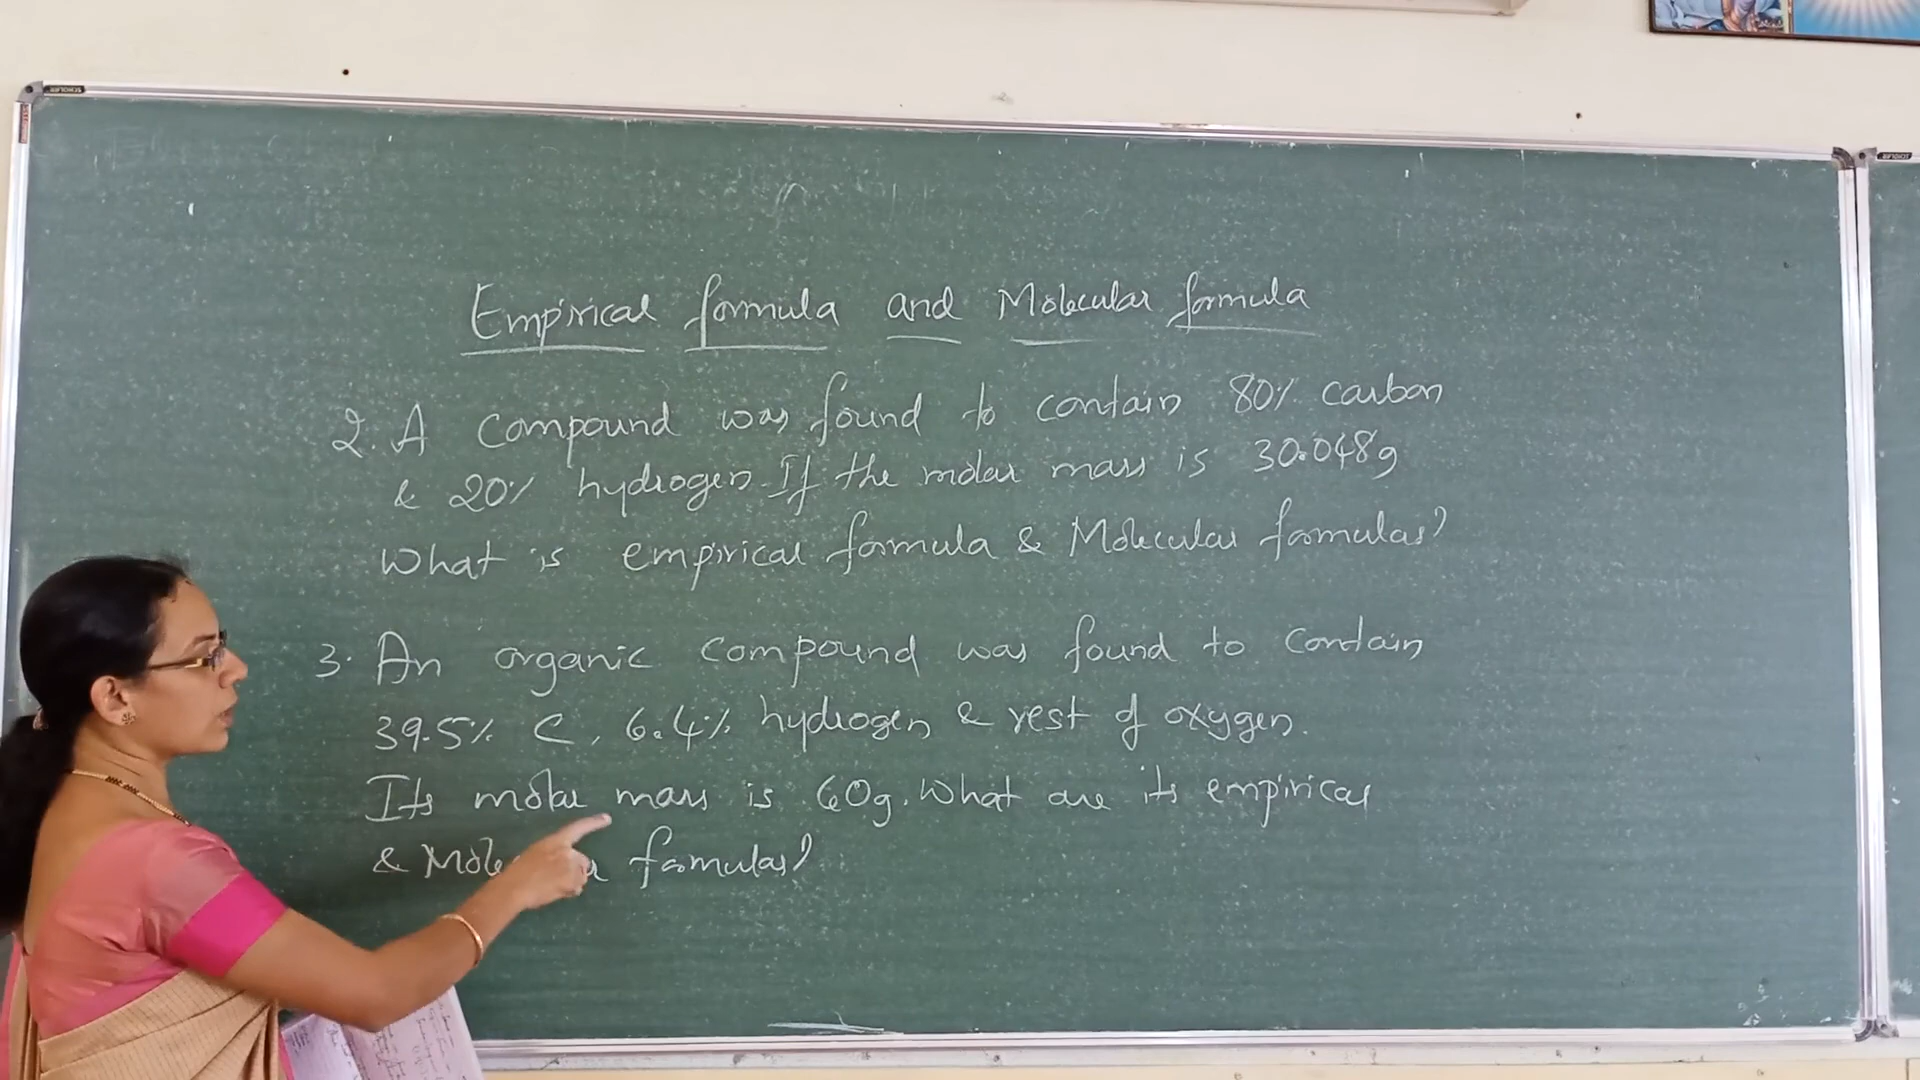 Empirical formula and Molecular formula
2. A compound was found to contain 80% carbon
& 20% hydrogen. If the molar mass is 30.048g
What is empirical formula & Molecular formulas?
3. An organic compound was found to contain
39.5% C, 6.4% hydrogen & rest of oxygen.
Its molar mass is 60g. What are its empirical
& formulas?